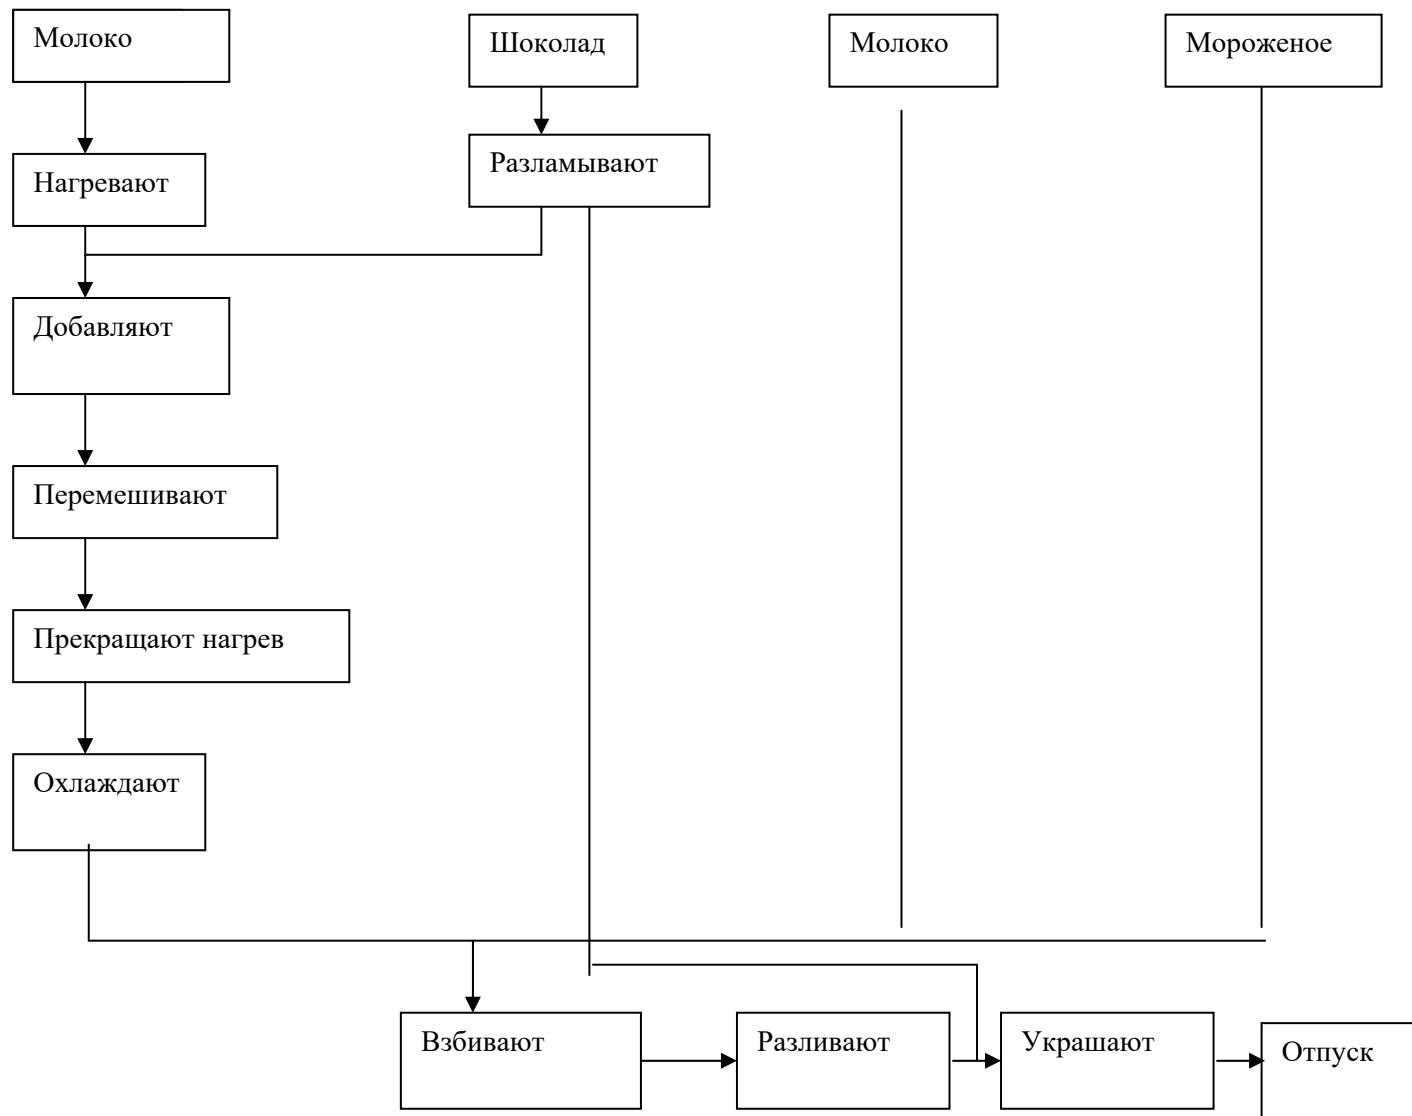 Молоко
Шоколад
Молоко
Мороженое
Разламывают
Нагревают
Добавляют
Перемешивают
Прекращают нагрев
Охлаждают
Взбивают
Разливают
Украшают
Отпуск